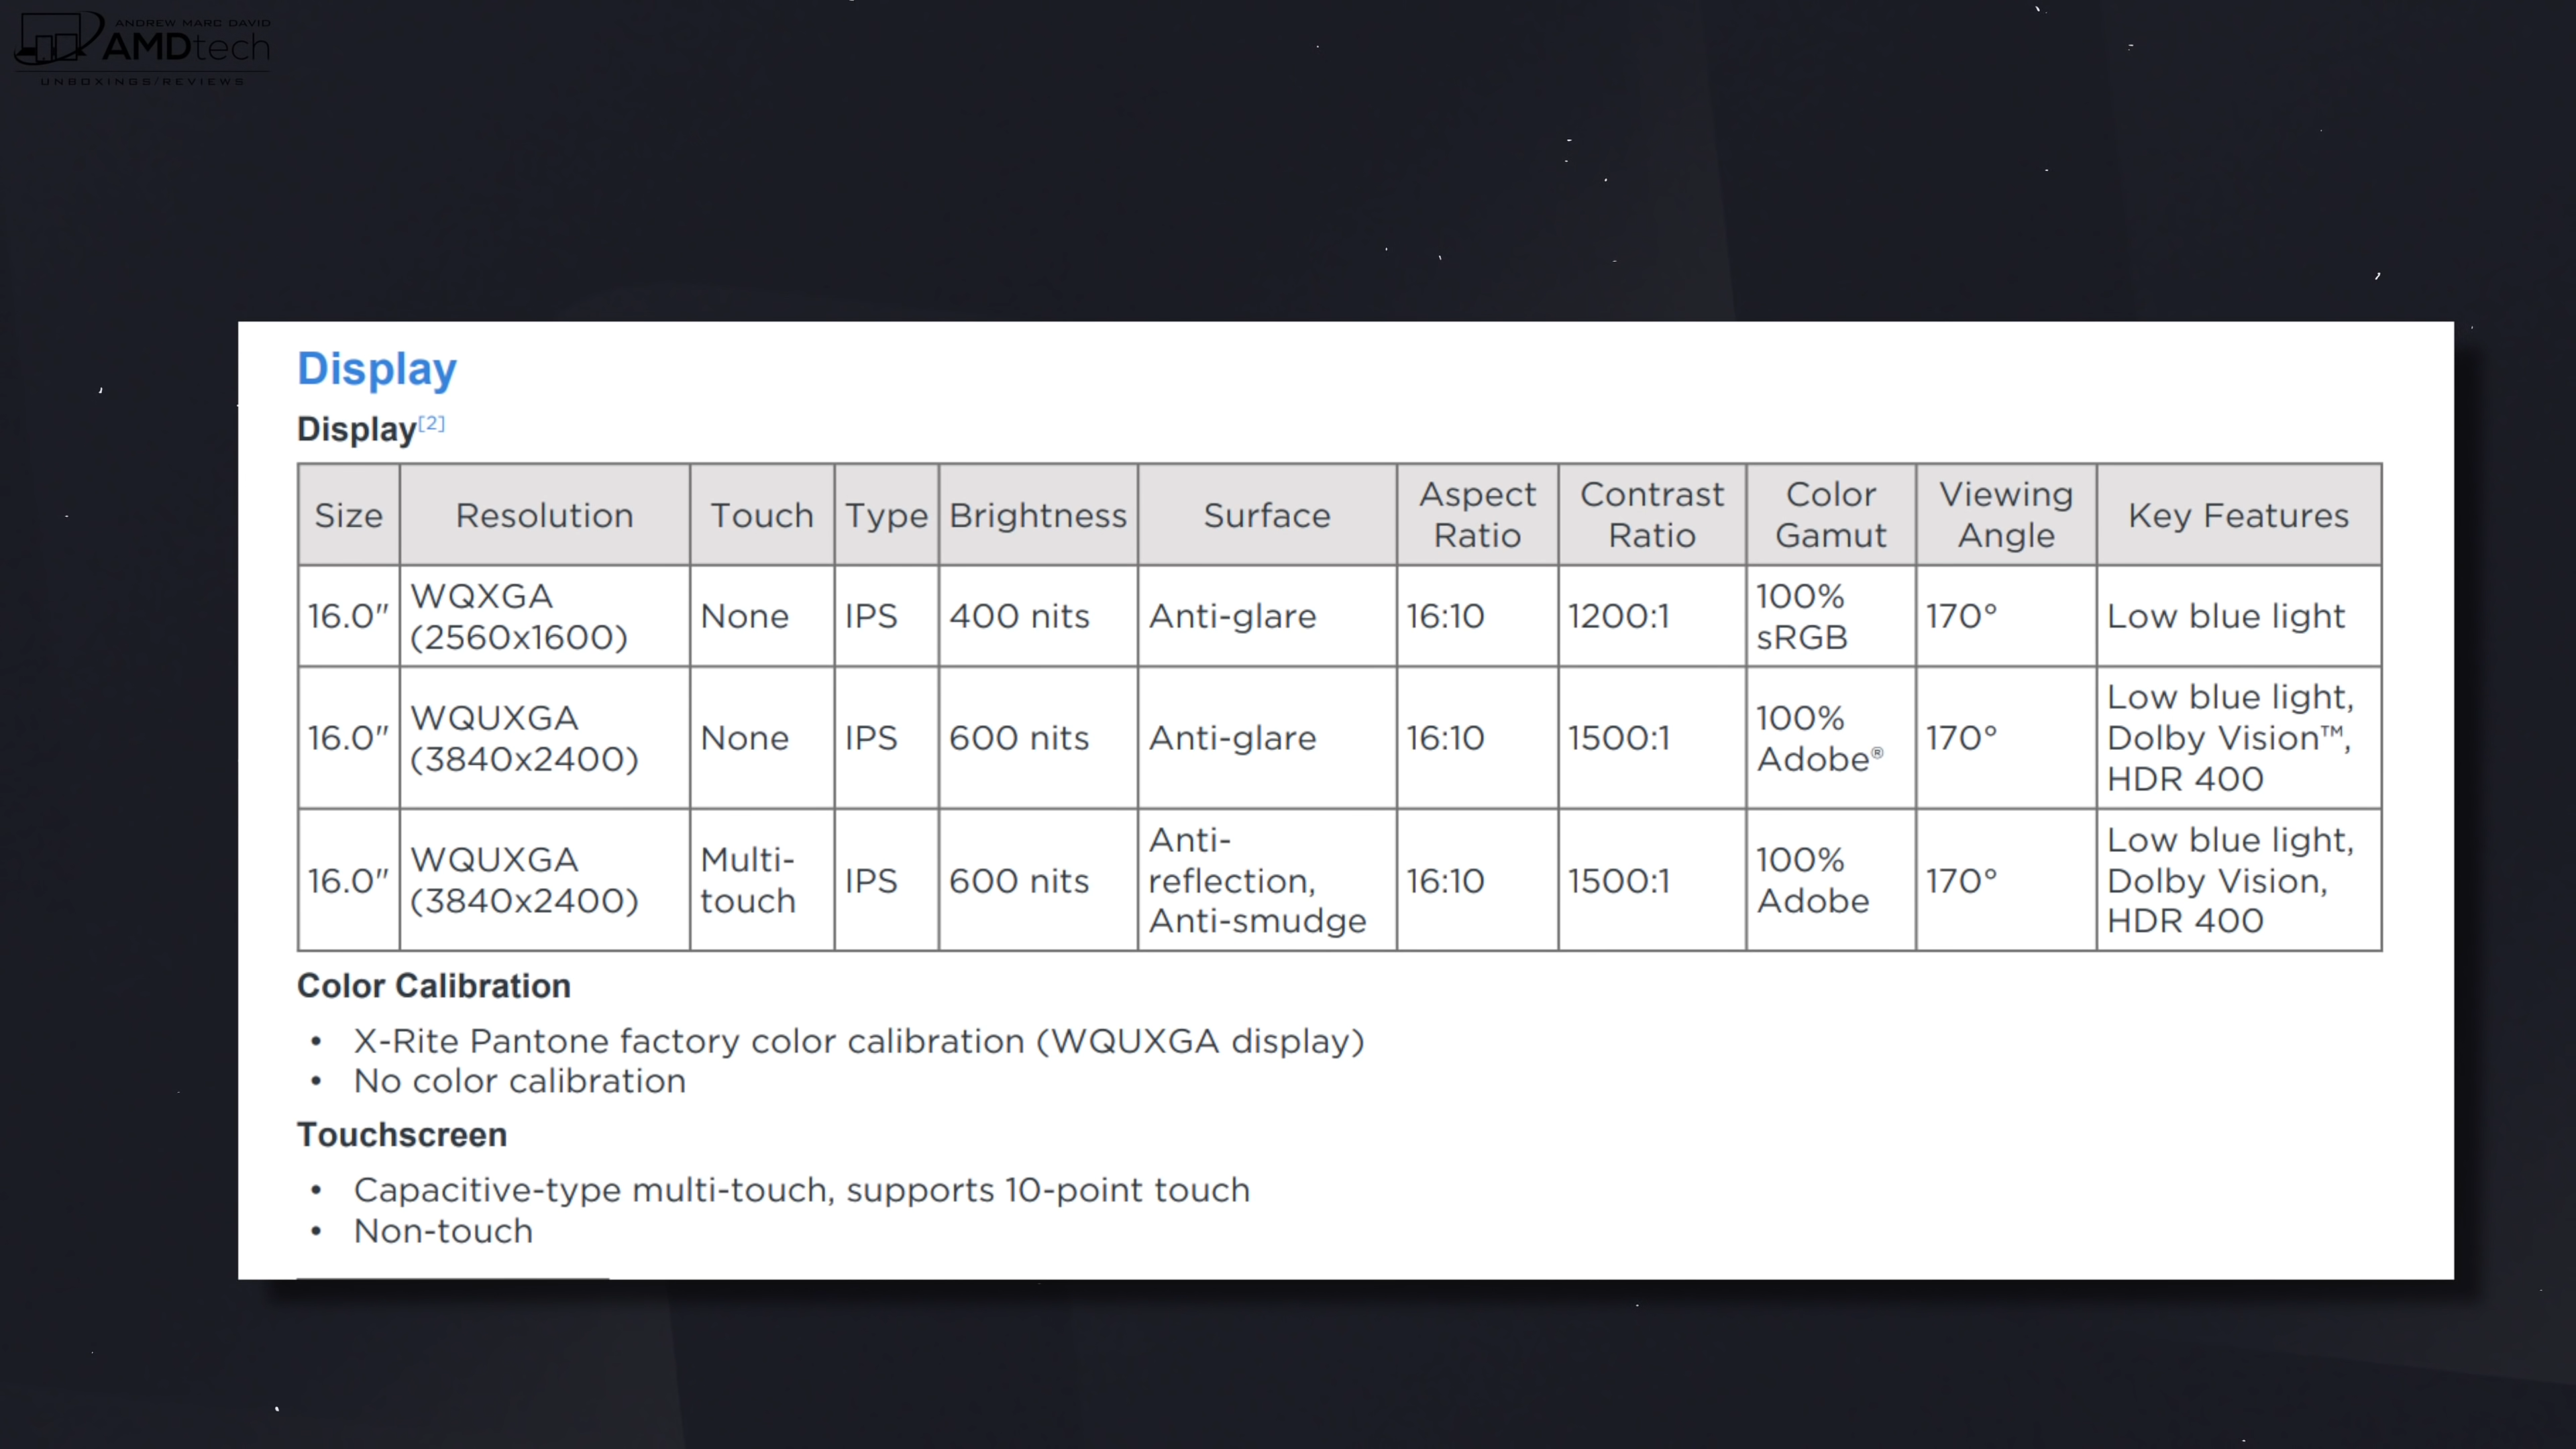 ANDREW MARC DAVID
AMDtech
UNBOXINGS/REVIEWS
Display
Display[2]
Size Resolution Touch Type Brightness Surface Aspect Ratio Contrast Ratio Color Gamut Viewing Angle Key Features
16.0" WQXGA (2560x1600) None IPS 400 nits Anti-glare 16:10 1200:1 100% sRGB 170° Low blue light
16.0" WQUXGA (3840x2400) None IPS 600 nits Anti-glare 16:10 1500:1 100% Adobe® 170° Low blue light, Dolby Vision™, HDR 400
16.0" WQUXGA (3840x2400) Multi-touch IPS 600 nits Anti-reflection, Anti-smudge 16:10 1500:1 100% Adobe 170° Low blue light, Dolby Vision, HDR 400
Color Calibration
• X-Rite Pantone factory color calibration (WQUXGA display)
• No color calibration
Touchscreen
• Capacitive-type multi-touch, supports 10-point touch
• Non-touch